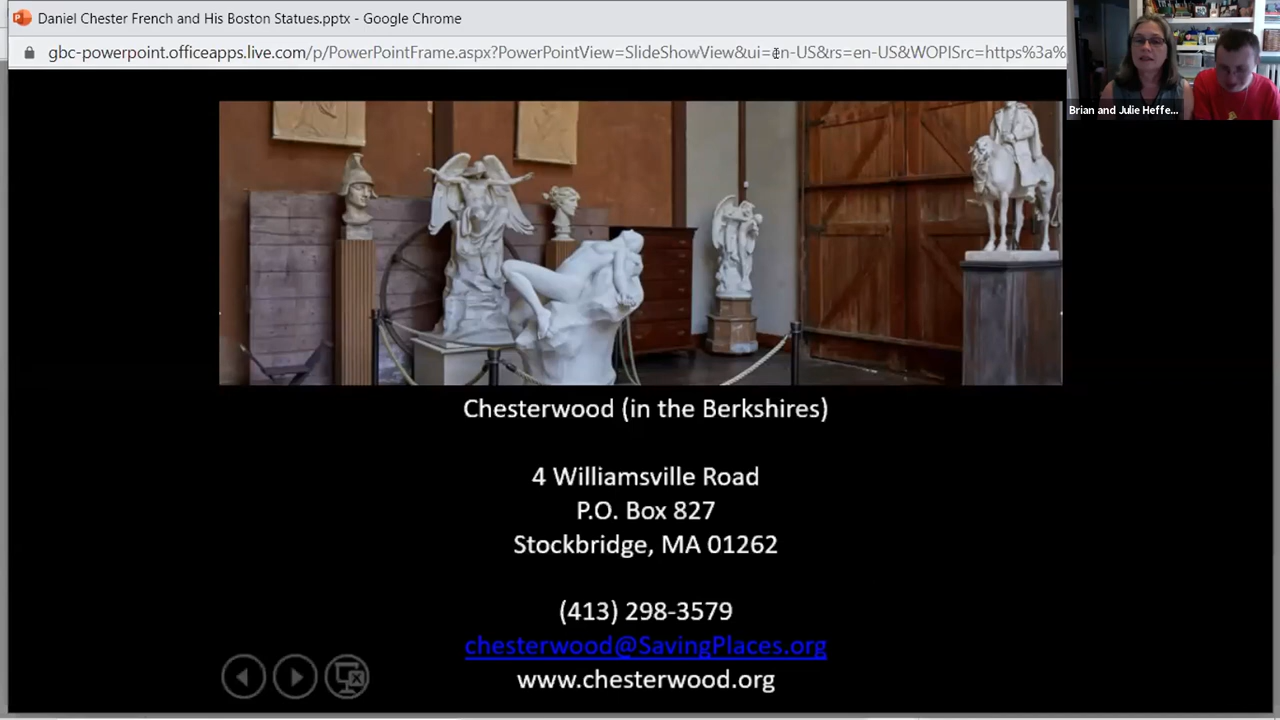 Daniel Chester French and His Boston Statues.pptx - Google Chrome
gbc-powerpoint.officeapps.live.com/p/PowerPointFrame.aspx?PowerPointView=SlideShowView&ui=en-US&rs=en-US&WOPISrc=https%3a%
Brian and Julie Heffe...
Chesterwood (in the Berkshires)
4 Williamsville Road
P.O. Box 827
Stockbridge, MA 01262
(413) 298-3579
chesterwood@SavingPlaces.org
www.chesterwood.org